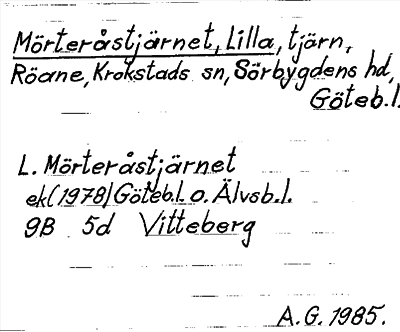 Mörteråstjärnet, Lilla, tjärn,
Röane, Krokstads sn, Sörbygdens hd,
Göteb.l.
L. Mörteråstjärnet
ek (1978) Göteb.l. o. Älvsb.l.
9B 5d Vitteberg
A.G. 1985.